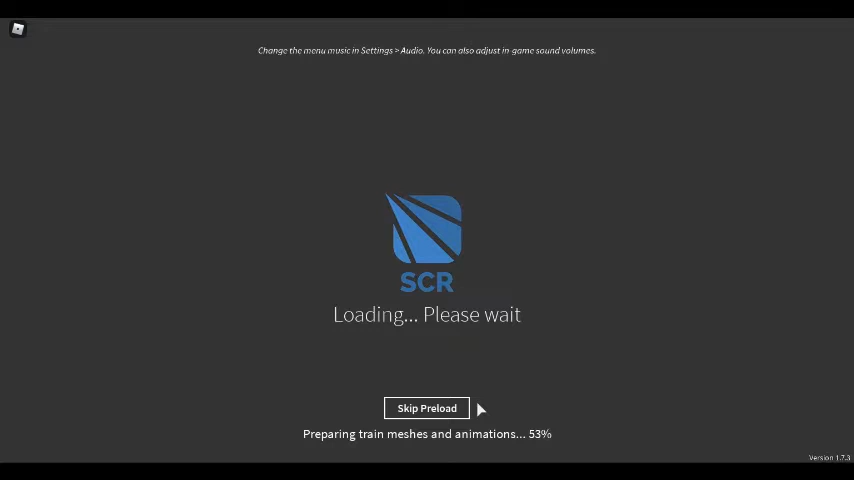 Change the menu music in Settings > Audio. You can also adjust in-game sound volumes.
SCR
Loading... Please wait
Skip Preload
Preparing train meshes and animations... 53%
Version 1.7.3